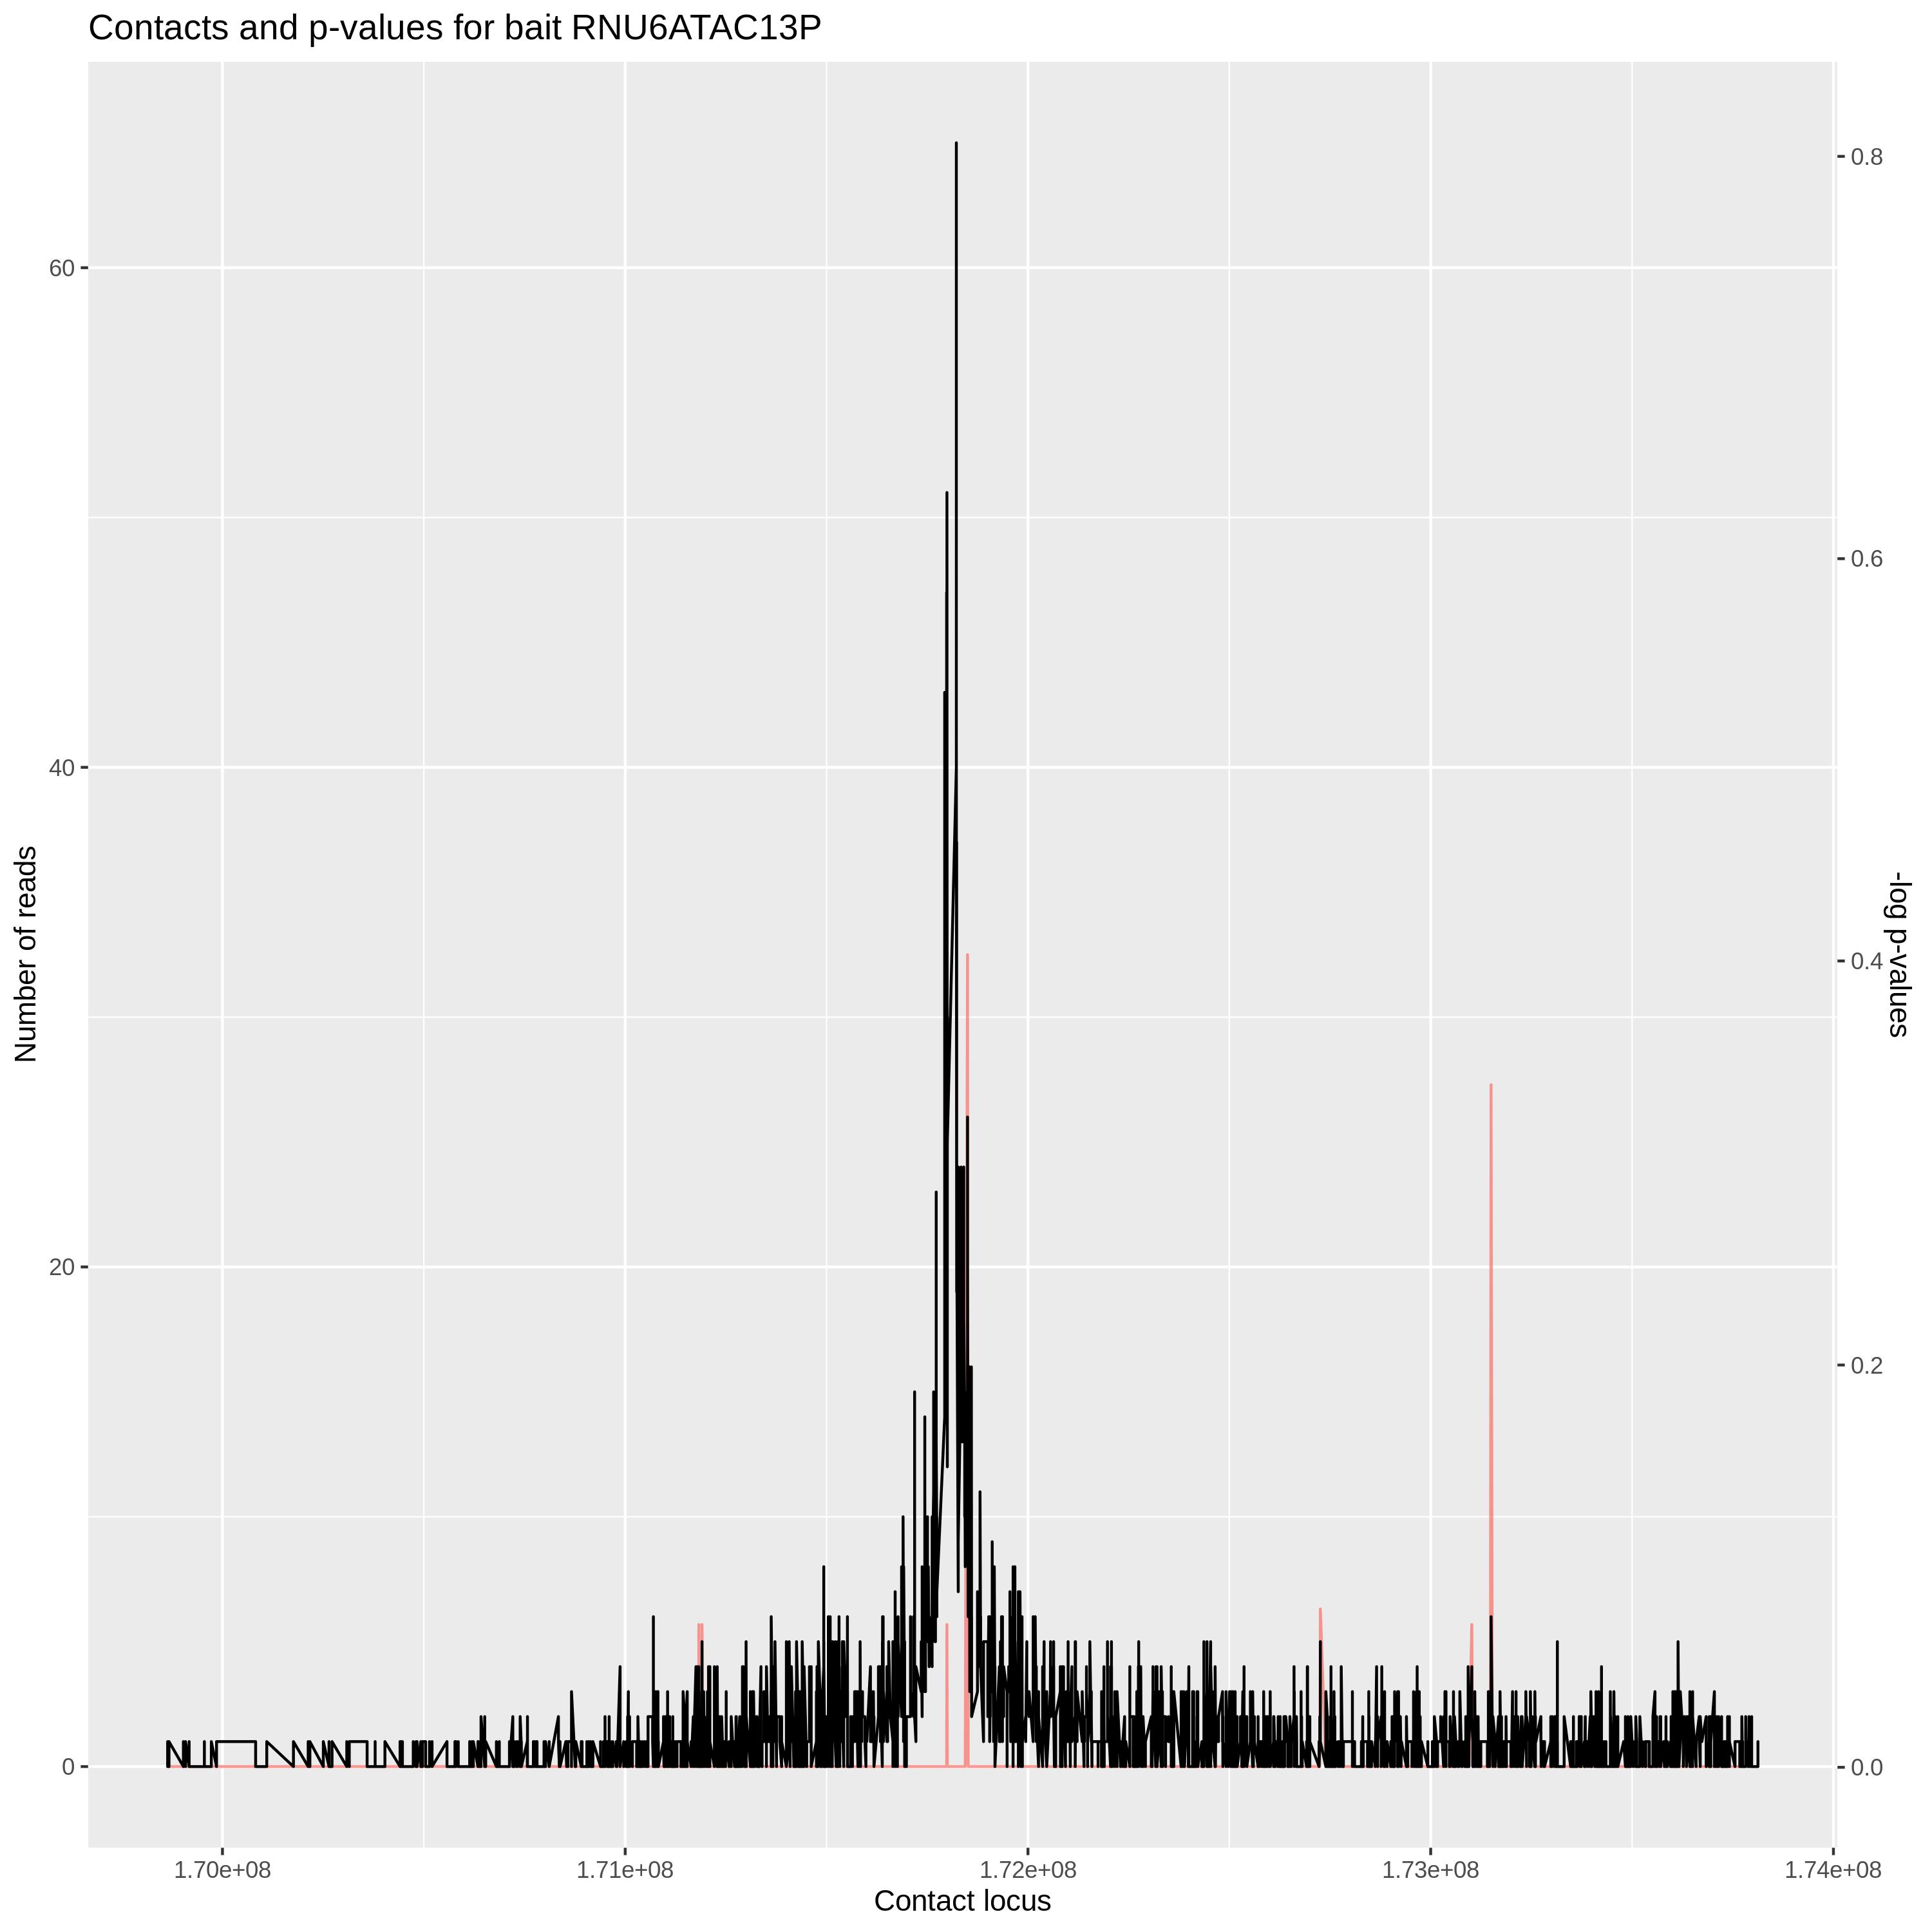 Contacts and p-values for bait RNU6ATAC13P
60
40
20
0
Number of reads
0.8
0.6
0.4
0.2
0.0
-log p-values
1.70e+08 1.71e+08 1.72e+08 1.73e+08 1.74e+08
Contact locus